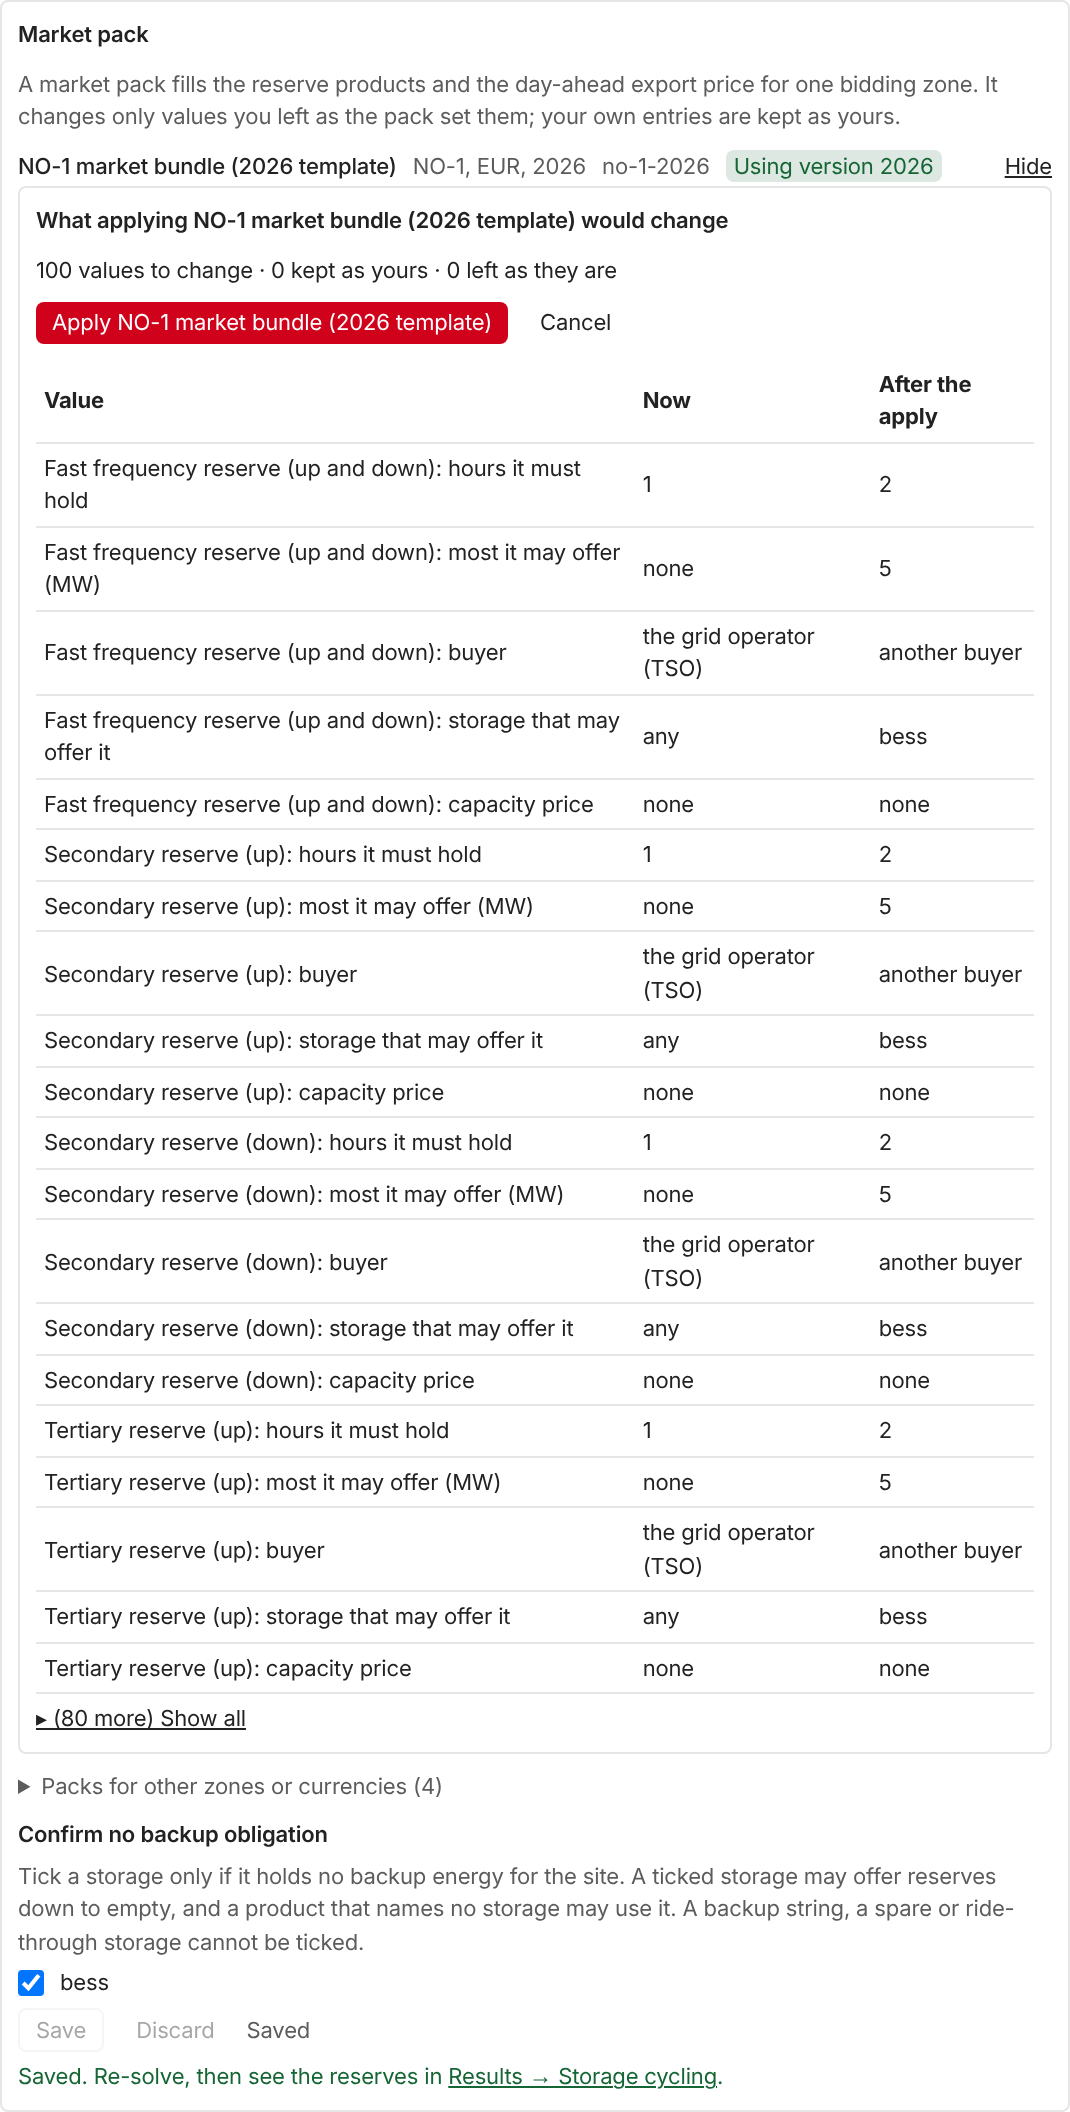 Market pack
A market pack fills the reserve products and the day-ahead export price for one bidding zone. It
changes only values you left as the pack set them; your own entries are kept as yours.
NO-1 market bundle (2026 template) NO-1, EUR, 2026 no-1-2026 Using version 2026 Hide
What applying NO-1 market bundle (2026 template) would change
100 values to change · 0 kept as yours · 0 left as they are
Apply NO-1 market bundle (2026 template) Cancel
Value Now After the
apply
Fast frequency reserve (up and down): hours it must
hold 1 2
Fast frequency reserve (up and down): most it may offer
(MW) none 5
Fast frequency reserve (up and down): buyer the grid operator
(TSO) another buyer
Fast frequency reserve (up and down): storage that may
offer it any bess
Fast frequency reserve (up and down): capacity price none none
Secondary reserve (up): hours it must hold 1 2
Secondary reserve (up): most it may offer (MW) none 5
Secondary reserve (up): buyer the grid operator
(TSO) another buyer
Secondary reserve (up): storage that may offer it any bess
Secondary reserve (up): capacity price none none
Secondary reserve (down): hours it must hold 1 2
Secondary reserve (down): most it may offer (MW) none 5
Secondary reserve (down): buyer the grid operator
(TSO) another buyer
Secondary reserve (down): storage that may offer it any bess
Secondary reserve (down): capacity price none none
Tertiary reserve (up): hours it must hold 1 2
Tertiary reserve (up): most it may offer (MW) none 5
Tertiary reserve (up): buyer the grid operator
(TSO) another buyer
Tertiary reserve (up): storage that may offer it any bess
Tertiary reserve (up): capacity price none none
▸ (80 more) Show all
▶ Packs for other zones or currencies (4)
Confirm no backup obligation
Tick a storage only if it holds no backup energy for the site. A ticked storage may offer reserves
down to empty, and a product that names no storage may use it. A backup string, a spare or ride-
through storage cannot be ticked.
bess
Save Discard Saved
Saved. Re-solve, then see the reserves in Results → Storage cycling.